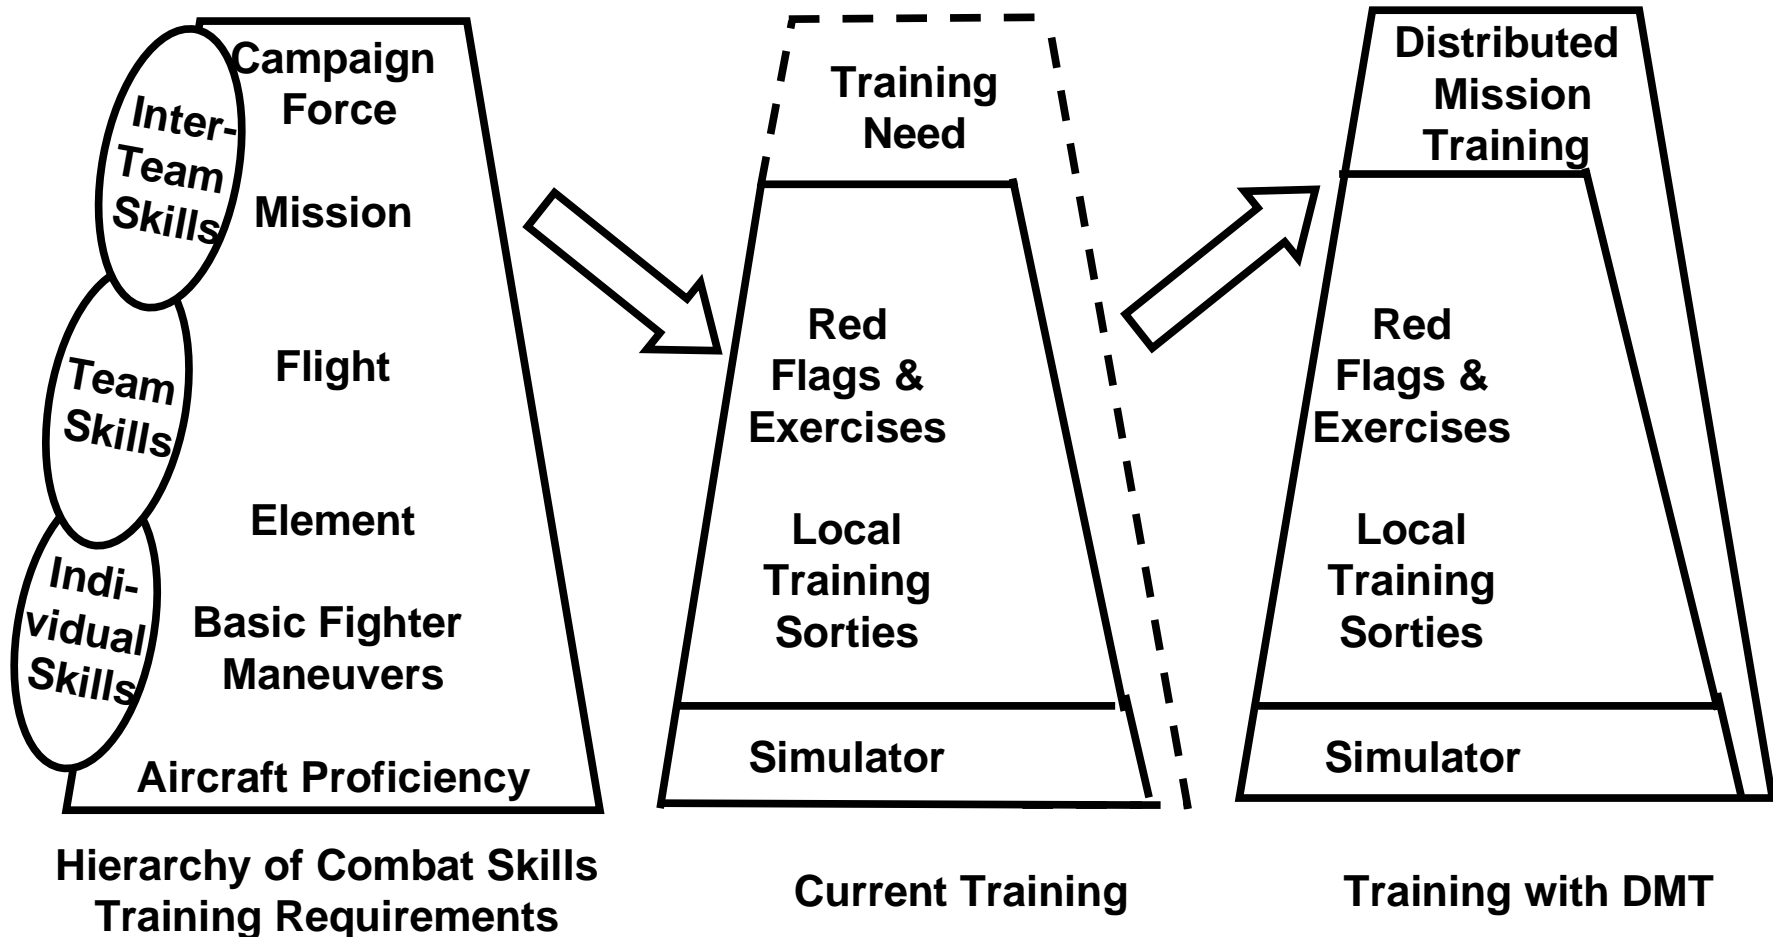 Campaign
Force
Mission
Flight
Element
Basic Fighter
Maneuvers
Aircraft Proficiency
Inter-
Team
Skills
Team
Skills
Indi-
vidual
Skills
Hierarchy of Combat Skills
Training Requirements
Training
Need
Red
Flags &
Exercises
Local
Training
Sorties
Simulator
Current Training
Distributed
Mission
Training
Red
Flags &
Exercises
Local
Training
Sorties
Simulator
Training with DMT